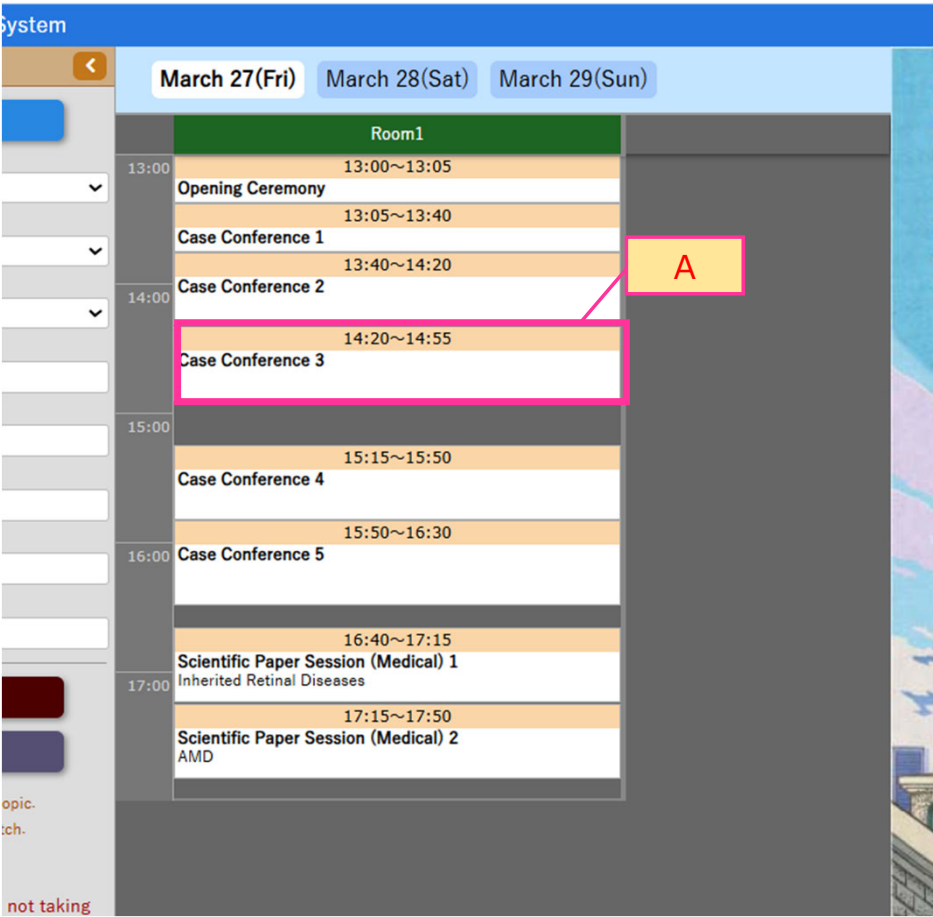 System
March 27(Fri) March 28(Sat) March 29(Sun)
Room1
13:00
13:00～13:05
Opening Ceremony
13:05～13:40
Case Conference 1
13:40～14:20
14:00
Case Conference 2
A
14:20～14:55
Case Conference 3
15:00
15:15～15:50
Case Conference 4
15:50～16:30
16:00
Case Conference 5
16:40～17:15
Scientific Paper Session (Medical) 1
17:00
Inherited Retinal Diseases
17:15～17:50
Scientific Paper Session (Medical) 2
AMD
opic.
tch.
not taking